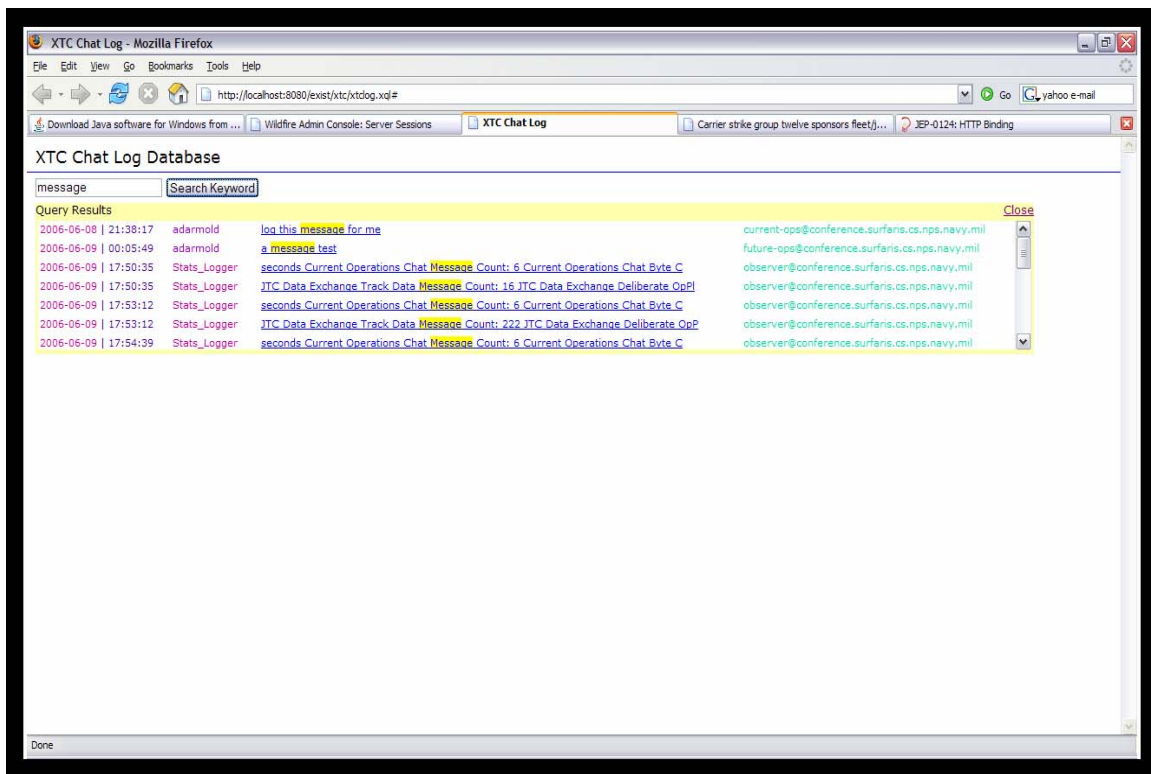 XTC Chat Log - Mozilla Firefox
File Edit View Go Bookmarks Tools Help
http://localhost:8080/exist/xtc/xtclog.xql#
Go
yahoo e-mail
Download Java software for Windows from ... Wildfire Admin Console: Server Sessions XTC Chat Log Carrier strike group twelve sponsors fleet/j... JEP-0124: HTTP Binding
XTC Chat Log Database
message Search Keyword
Query Results Close
2006-06-08 | 21:38:17 adarmold log this message for me current-ops@conference.surfaris.cs.nps.navy.mil
2006-06-09 | 00:05:49 adarmold a message test future-ops@conference.surfaris.cs.nps.navy.mil
2006-06-09 | 17:50:35 Stats_Logger seconds Current Operations Chat Message Count: 6 Current Operations Chat Byte C observer@conference.surfaris.cs.nps.navy.mil
2006-06-09 | 17:50:35 Stats_Logger JTC Data Exchange Track Data Message Count: 16 JTC Data Exchange Deliberate OpPl observer@conference.surfaris.cs.nps.navy.mil
2006-06-09 | 17:53:12 Stats_Logger seconds Current Operations Chat Message Count: 6 Current Operations Chat Byte C observer@conference.surfaris.cs.nps.navy.mil
2006-06-09 | 17:53:12 Stats_Logger JTC Data Exchange Track Data Message Count: 222 JTC Data Exchange Deliberate OpP observer@conference.surfaris.cs.nps.navy.mil
2006-06-09 | 17:54:39 Stats_Logger seconds Current Operations Chat Message Count: 6 Current Operations Chat Byte C observer@conference.surfaris.cs.nps.navy.mil
Done